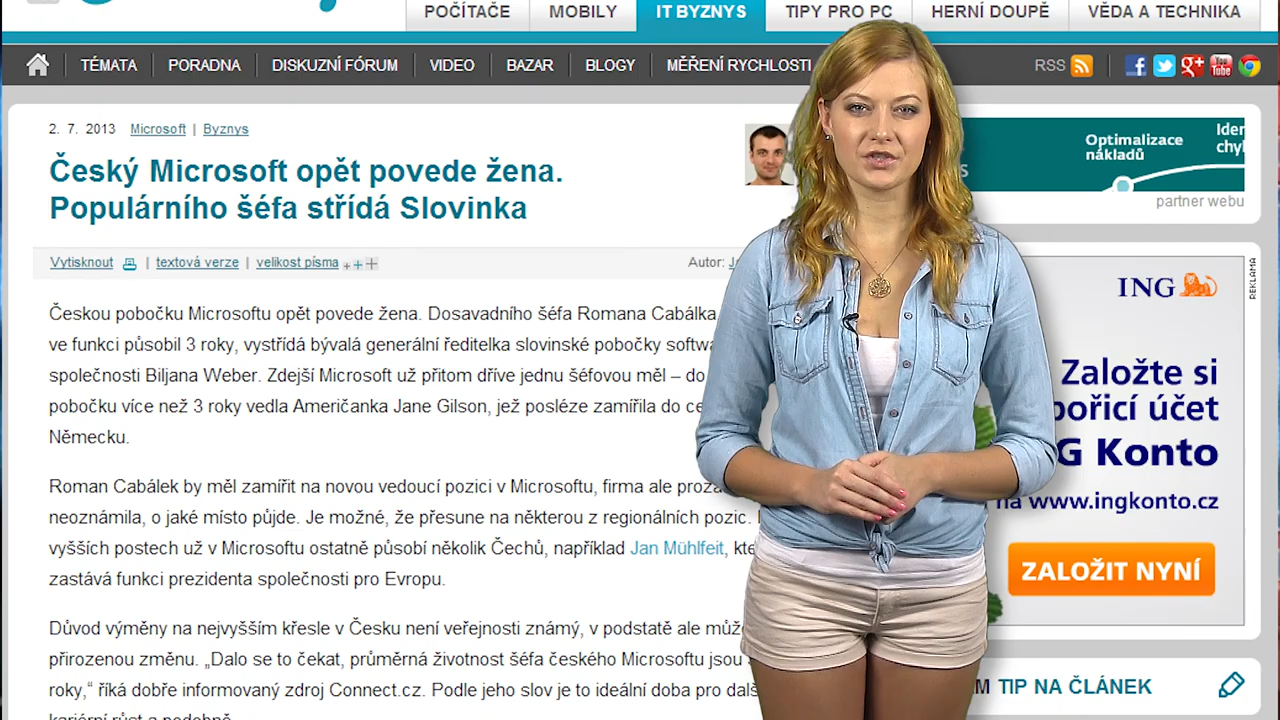 POČÍTAČE
MOBILY
IT BYZNYS
TIPY PRO PC
HERNÍ DOUPĚ
VĚDA A TECHNIKA
TÉMATA
PORADNA
DISKUZNÍ FÓRUM
VIDEO
BAZAR
BLOGY
MĚŘENÍ RYCHLOSTI
RSS
You
Tube
2. 7. 2013 Microsoft | Byznys
Český Microsoft opět povede žena.
Populárního šéfa střídá Slovinka
Vytisknout | textová verze | velikost písma
Autor:
Českou pobočku Microsoftu opět povede žena. Dosavadního šéfa Romana Cabálka,
ve funkci působil 3 roky, vystřídá bývalá generální ředitelka slovinské pobočky
společnosti Biljana Weber. Zdejší Microsoft už přitom dříve jednu šéfovou měl – do
pobočku více než 3 roky vedla Američanka Jane Gilson, jež posléze zamířila do
Německu.
Roman Cabálek by měl zamířit na novou vedoucí pozici v Microsoftu, firma ale
neoznámila, o jaké místo půjde. Je možné, že přesune na některou z regionálních pozic.
vyšších postech už v Microsoftu ostatně působí několik Čechů, například Jan Mühlfeit,
zastává funkci prezidenta společnosti pro Evropu.
Důvod výměny na nejvyšším křesle v Česku není veřejnosti známý, v podstatě ale
přirozenou změnu. „Dalo se to čekat, průměrná životnost šéfa českého Microsoftu jsou
roky,“ říká dobře informovaný zdroj Connect.cz. Podle jeho slov je to ideální doba pro
kariérní růst a podobně.
Optimalizace
nákladů
partner webu
REKLAMA
ING
Založte si
účet
Konto
na www.ingkonto.cz
ZALOŽIT NYNÍ
TIP NA ČLÁNEK